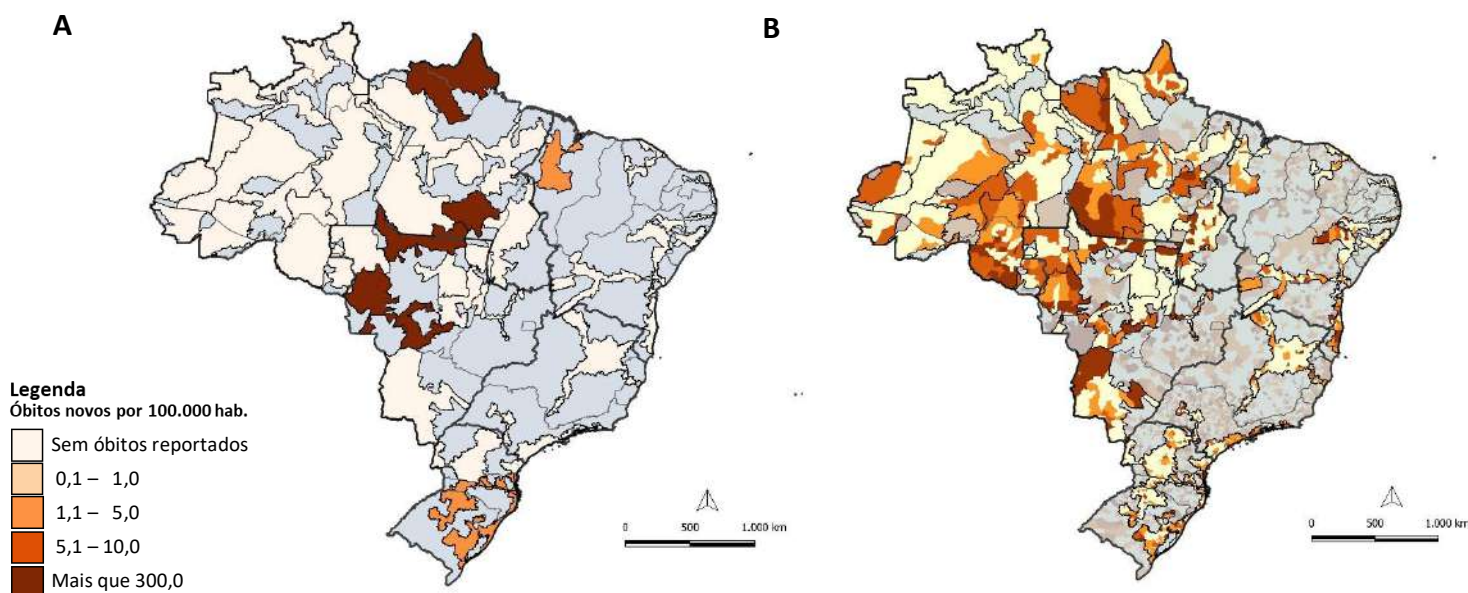 A
B
Legenda
Óbitos novos por 100.000 hab.
Sem óbitos reportados
0,1 – 1,0
1,1 – 5,0
5,1 – 10,0
Mais que 300,0
0 500 1.000 km
0 500 1.000 km